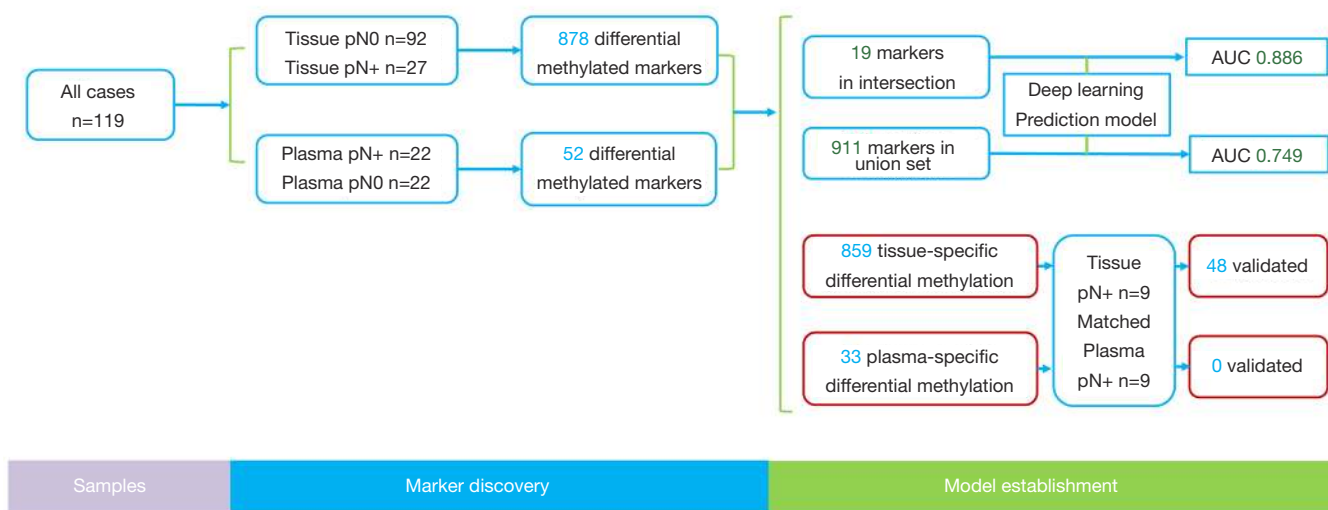 All cases
n=119
Tissue pN0 n=92
Tissue pN+ n=27
878 differential
methylated markers
Plasma pN+ n=22
Plasma pN0 n=22
52 differential
methylated markers
19 markers
in intersection
AUC 0.886
Deep learning
Prediction model
911 markers in
union set
AUC 0.749
859 tissue-specific
differential methylation
33 plasma-specific
differential methylation
Tissue
pN+ n=9
Matched
Plasma
pN+ n=9
48 validated
0 validated
Samples
Marker discovery
Model establishment